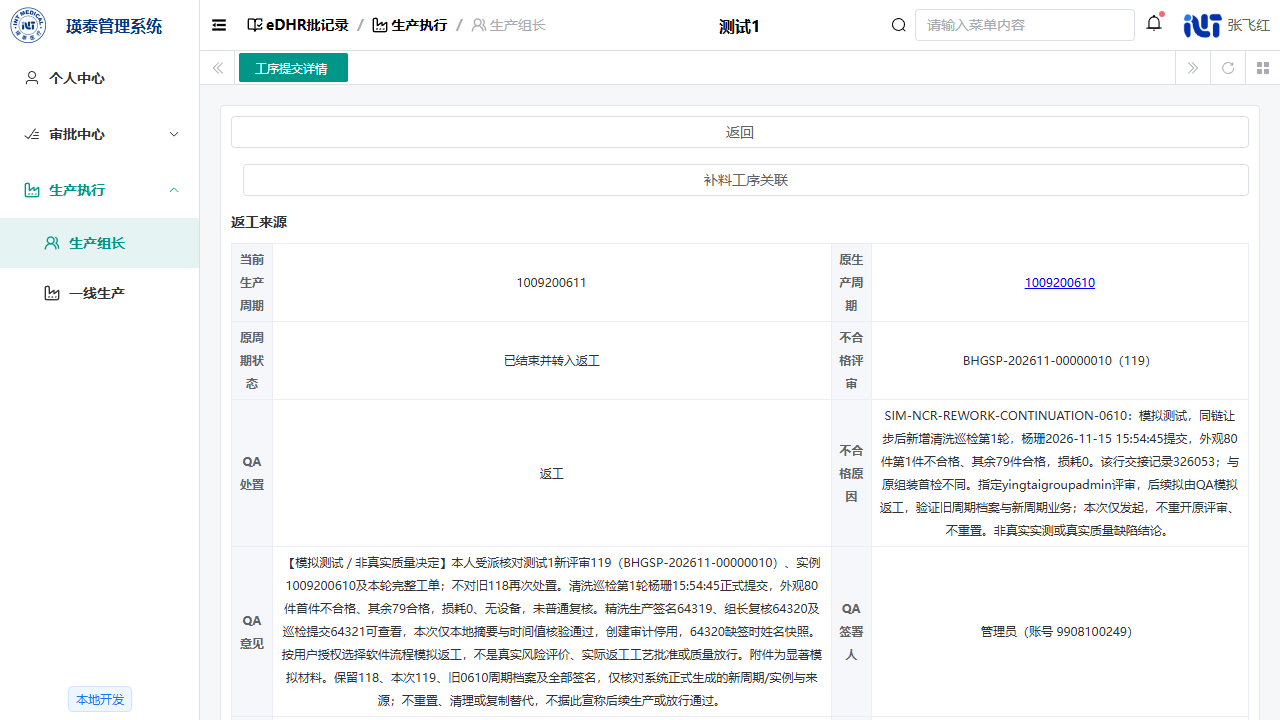 瑛泰管理系统
eDHR批记录 / 生产执行 / 生产组长
测试1
请输入菜单内容
张飞红
个人中心
审批中心
生产执行
生产组长
一线生产
本地开发
工序提交详情
返回
补料工序关联
返工来源
当前
生产
周期
1009200611
原生
产周
期
1009200610
原周
期状
态
已结束并转入返工
不合
格评
审
BHGSP-202611-00000010（119）
QA
处置
返工
不合
格原
因
SIM-NCR-REWORK-CONTINUATION-0610：模拟测试，同链让
步后新增清洗巡检第1轮，杨珊2026-11-15 15:54:45提交，外观80
件第1件不合格、其余79件合格，损耗0。该行交接记录326053；与
原组装首检不同。指定yingtaigroupadmin评审，后续拟由QA模拟
返工，验证旧周期档案与新周期业务；本次仅发起，不重开原评审、
不重置。非真实实测或真实质量缺陷结论。
QA
意见
【模拟测试 / 非真实质量决定】本人受派核对测试1新评审119（BHGSP-202611-00000010）、实例
1009200610及本轮完整工单；不对旧118再次处置。清洗巡检第1轮杨珊15:54:45正式提交，外观80
件首件不合格、其余79合格，损耗0、无设备，未普通复核。精洗生产签名64319、组长复核64320及
巡检提交64321可查看，本次仅本地摘要与时间值核验通过，创建审计停用，64320缺签时姓名快照。
按用户授权选择软件流程模拟返工，不是真实风险评价、实际返工工艺批准或质量放行。附件为显著模
拟材料。保留118、本次119、旧0610周期档案及全部签名，仅核对系统正式生成的新周期/实例与来
源；不重置、清理或复制替代，不据此宣称后续生产或放行通过。
QA
签署
人
管理员（账号 9908100249）